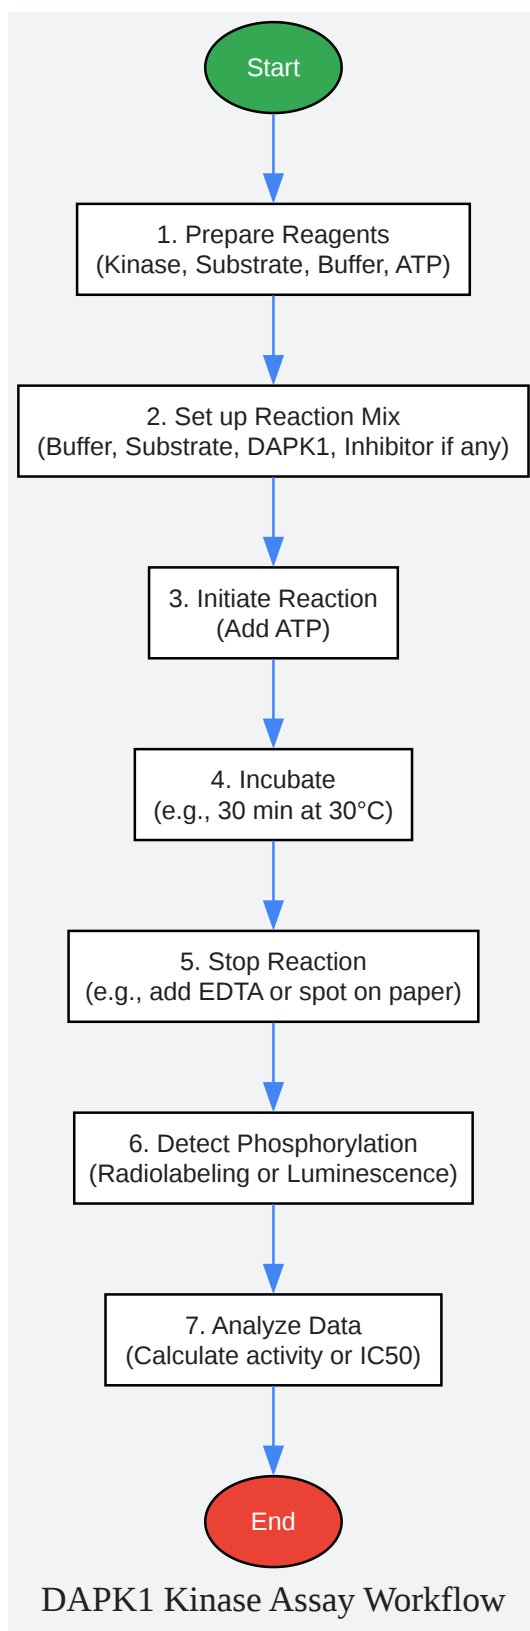 Start
1. Prepare Reagents
(Kinase, Substrate, Buffer, ATP)
2. Set up Reaction Mix
(Buffer, Substrate, DAPK1, Inhibitor if any)
3. Initiate Reaction
(Add ATP)
4. Incubate
(e.g., 30 min at 30°C)
5. Stop Reaction
(e.g., add EDTA or spot on paper)
6. Detect Phosphorylation
(Radiolabeling or Luminescence)
7. Analyze Data
(Calculate activity or IC50)
End
DAPK1 Kinase Assay Workflow